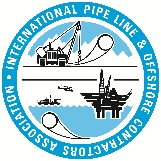 INTERNATIONAL PIPE LINE & OFFSHORE CONTRACTORS ASSOCIATION •